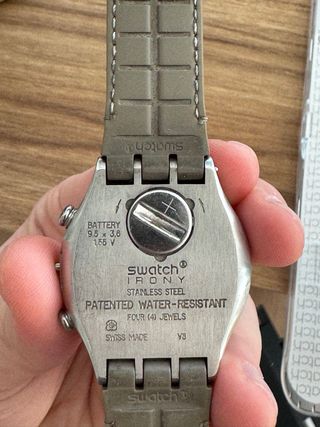 swatch
BATTERY
9.5 x 3.6
1.55 V
+
swatch
IRONY
STAINLESS STEEL
PATENTED WATER-RESISTANT
FOUR (4) JEWELS
SWISS MADE V8
swatch